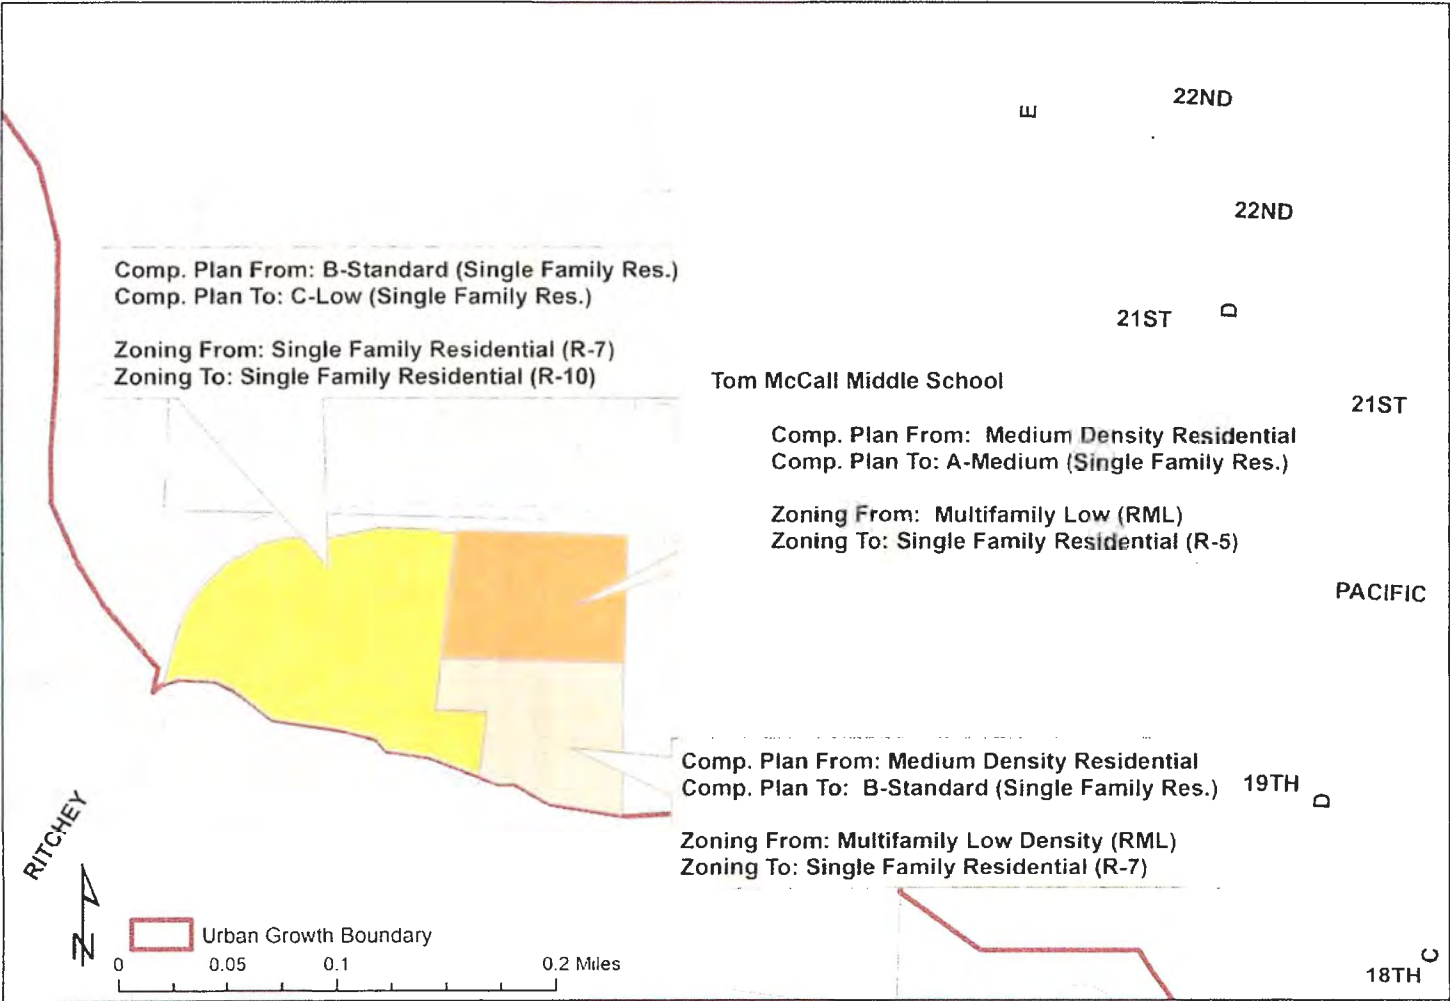 E
22ND
22ND
Comp. Plan From: B-Standard (Single Family Res.)
Comp. Plan To: C-Low (Single Family Res.)
Zoning From: Single Family Residential (R-7)
Zoning To: Single Family Residential (R-10)
21ST
D
Tom McCall Middle School
21ST
Comp. Plan From: Medium Density Residential
Comp. Plan To: A-Medium (Single Family Res.)
Zoning From: Multifamily Low (RML)
Zoning To: Single Family Residential (R-5)
PACIFIC
Comp. Plan From: Medium Density Residential
Comp. Plan To: B-Standard (Single Family Res.)
19TH
D
Zoning From: Multifamily Low Density (RML)
Zoning To: Single Family Residential (R-7)
RITCHEY
N
Urban Growth Boundary
0 0.05 0.1 0.2 Miles
18TH
C